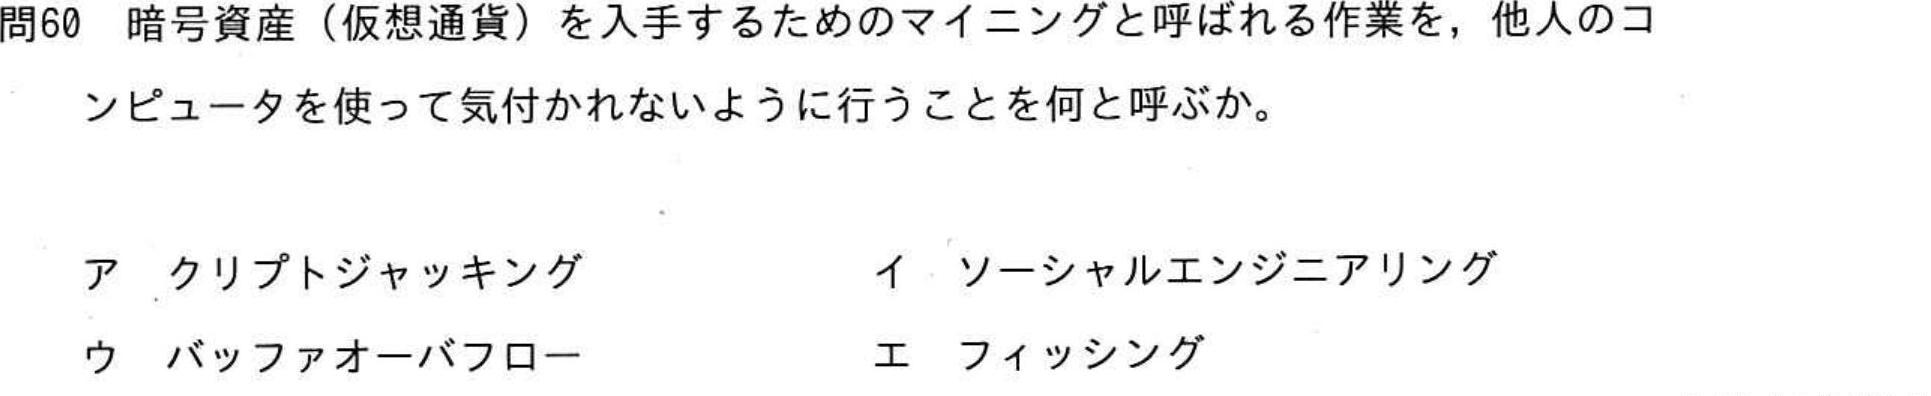 問60 暗号資産（仮想通貨）を入手するためのマイニングと呼ばれる作業を，他人のコ
ンピュータを使って気付かれないように行うことを何と呼ぶか。
ア クリプトジャッキング イ ソーシャルエンジニアリング
ウ バッファオーバフロー エ フィッシング